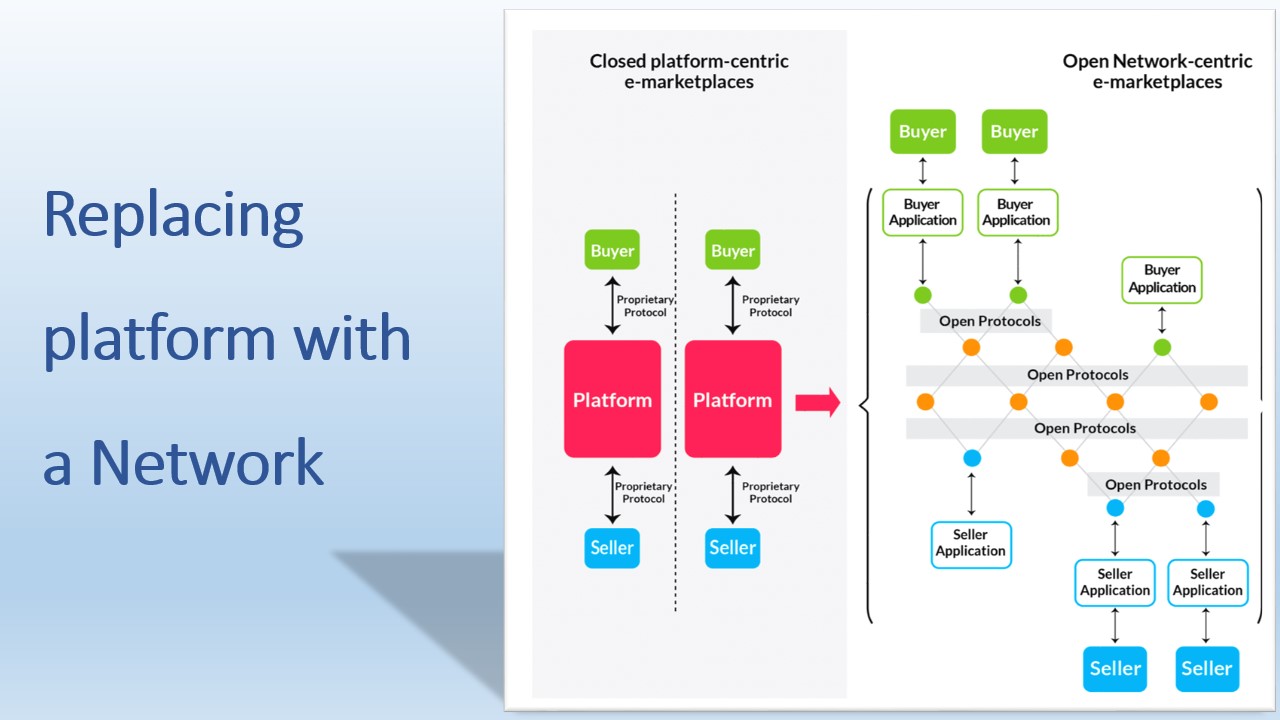 Replacing
platform with
a Network
Closed platform-centric
e-marketplaces
Buyer
Buyer
Proprietary
Protocol
Proprietary
Protocol
Platform
Platform
Proprietary
Protocol
Proprietary
Protocol
Seller
Seller
Open Network-centric
e-marketplaces
Buyer
Buyer
Buyer
Application
Buyer
Application
Buyer
Application
Open Protocols
Open Protocols
Open Protocols
Open Protocols
Seller
Application
Seller
Application
Seller
Application
Seller
Seller